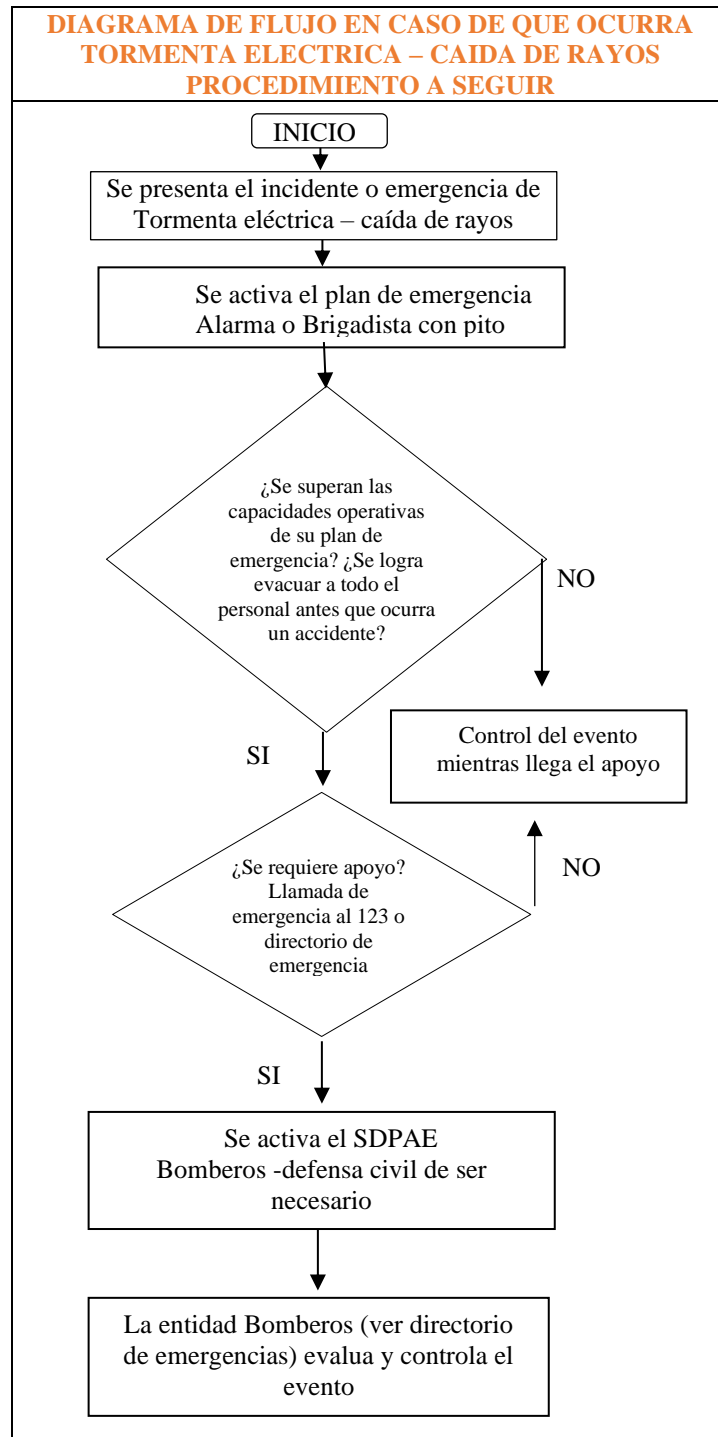 DIAGRAMA DE FLUJO EN CASO DE QUE OCURRA
TORMENTA ELECTRICA – CAIDA DE RAYOS
PROCEDIMIENTO A SEGUIR
INICIO
Se presenta el incidente o emergencia de
Tormenta eléctrica – caída de rayos
Se activa el plan de emergencia
Alarma o Brigadista con pito
¿Se superan las
capacidades operativas
de su plan de
emergencia? ¿Se logra
evacuar a todo el
personal antes que ocurra
un accidente?
NO
SI
Control del evento
mientras llega el apoyo
¿Se requiere apoyo?
Llamada de
emergencia al 123 o
directorio de
emergencia
NO
SI
Se activa el SDPAE
Bomberos -defensa civil de ser
necesario
La entidad Bomberos (ver directorio
de emergencias) evalua y controla el
evento